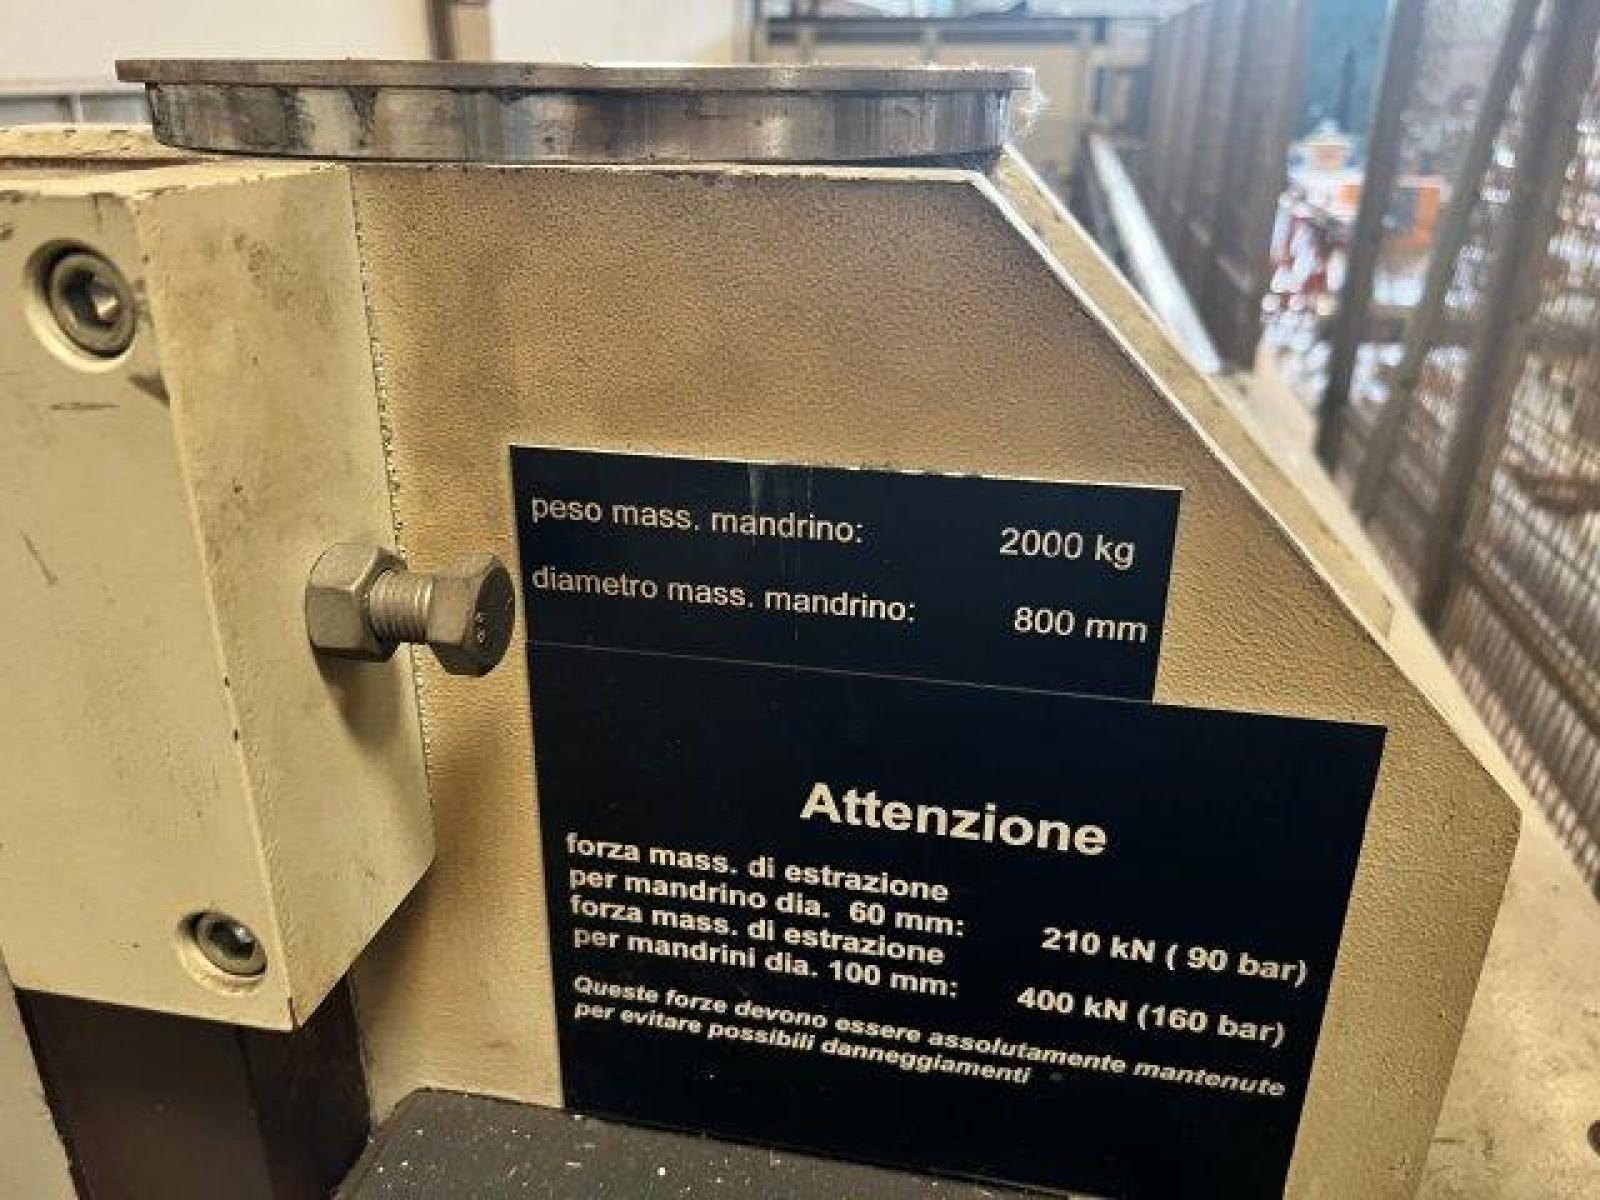 peso mass. mandrino: 2000 kg
diametro mass. mandrino: 800 mm
Attenzione
forza mass. di estrazione
per mandrino dia. 60 mm: 210 kN ( 90 bar)
forza mass. di estrazione
per mandrini dia. 100 mm: 400 kN (160 bar)
Queste forze devono essere assolutamente mantenute
per evitare possibili danneggiamenti